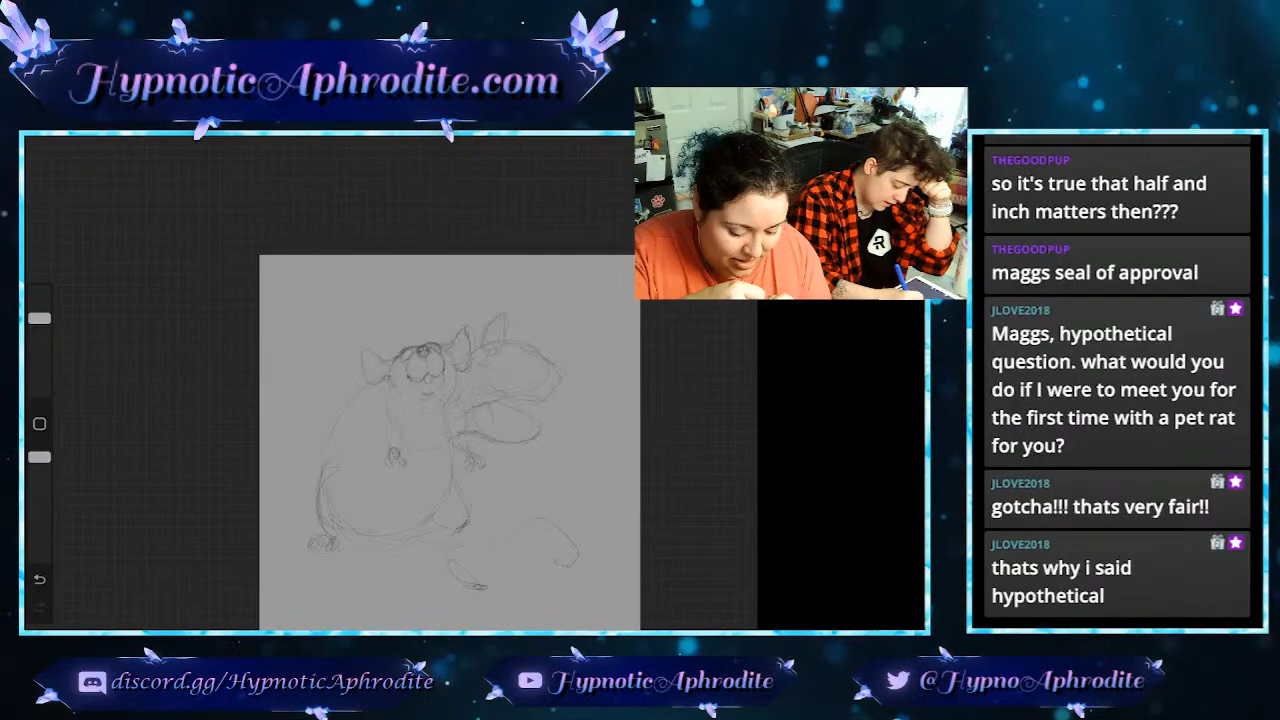 HypnoticAphrodite.com
THEGOODPUP
so it's true that half and
inch matters then???
THEGOODPUP
maggs seal of approval
JLOVE2018
Maggs, hypothetical
question. what would you
do if I were to meet you for
the first time with a pet rat
for you?
JLOVE2018
gotcha!!! thats very fair!!
JLOVE2018
thats why i said
hypothetical
discord.gg/HypnoticAphrodite
HypnoticAphrodite
@HypnoAphrodite